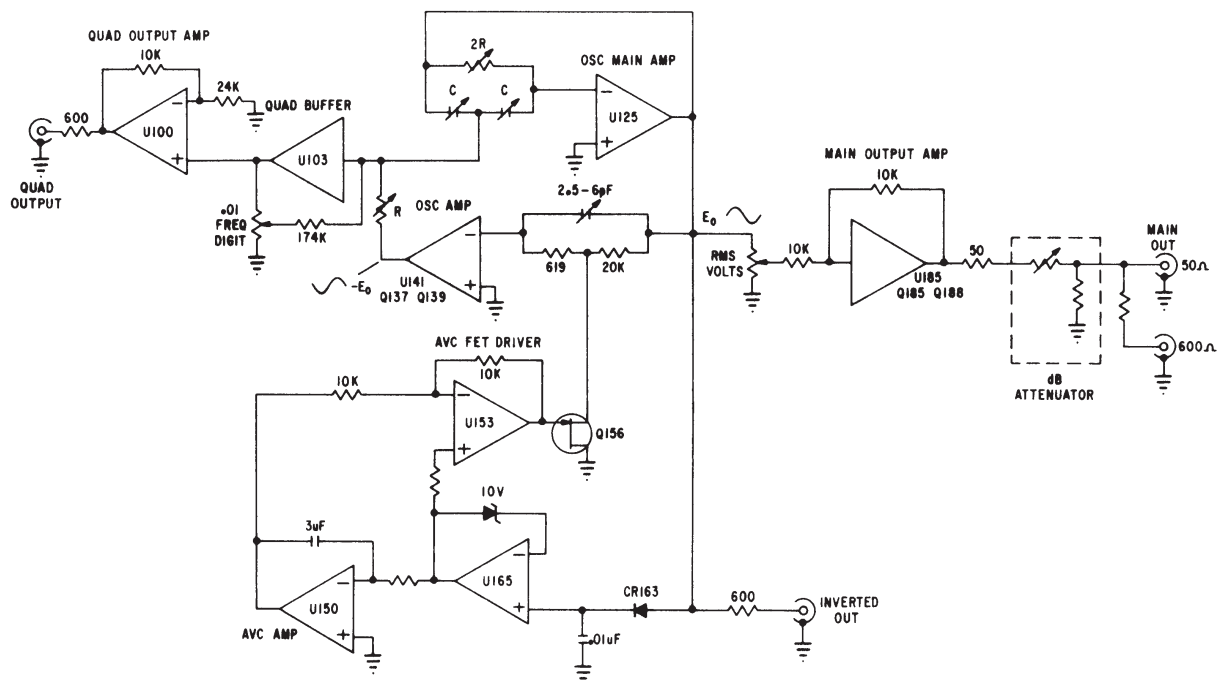 QUAD OUTPUT AMP
10K
24K
600
U100
−
+
QUAD OUTPUT
QUAD BUFFER
U103
.01
FREQ
DIGIT
174K
R
2R
C
C
OSC MAIN AMP
−
U125
+
OSC AMP
−
U141
+
Q137 Q139
-E₀
2.5-6pF
619
20K
E₀
RMS
VOLTS
MAIN OUTPUT AMP
10K
10K
U185
Q185 Q188
50
MAIN
OUT
50Ω
600Ω
dB
ATTENUATOR
AVC FET DRIVER
10K
10K
−
U153
+
Q156
10V
3uF
−
U165
+
−
U150
+
AVC AMP
CR163
.01uF
600
INVERTED
OUT